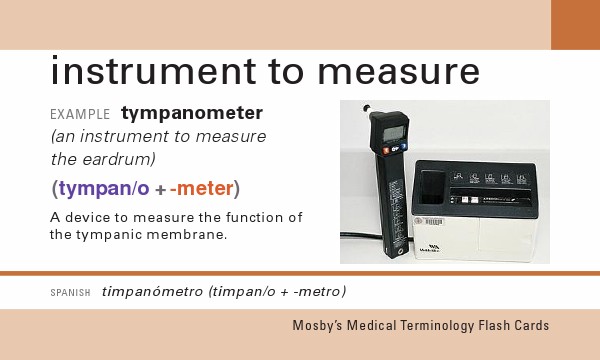 instrument to measure
EXAMPLE tympanometer
(an instrument to measure
the eardrum)
(tympan/o + -meter)
A device to measure the function of
the tympanic membrane.
SPANISH timpanómetro (timpan/o + -metro)
Mosby's Medical Terminology Flash Cards